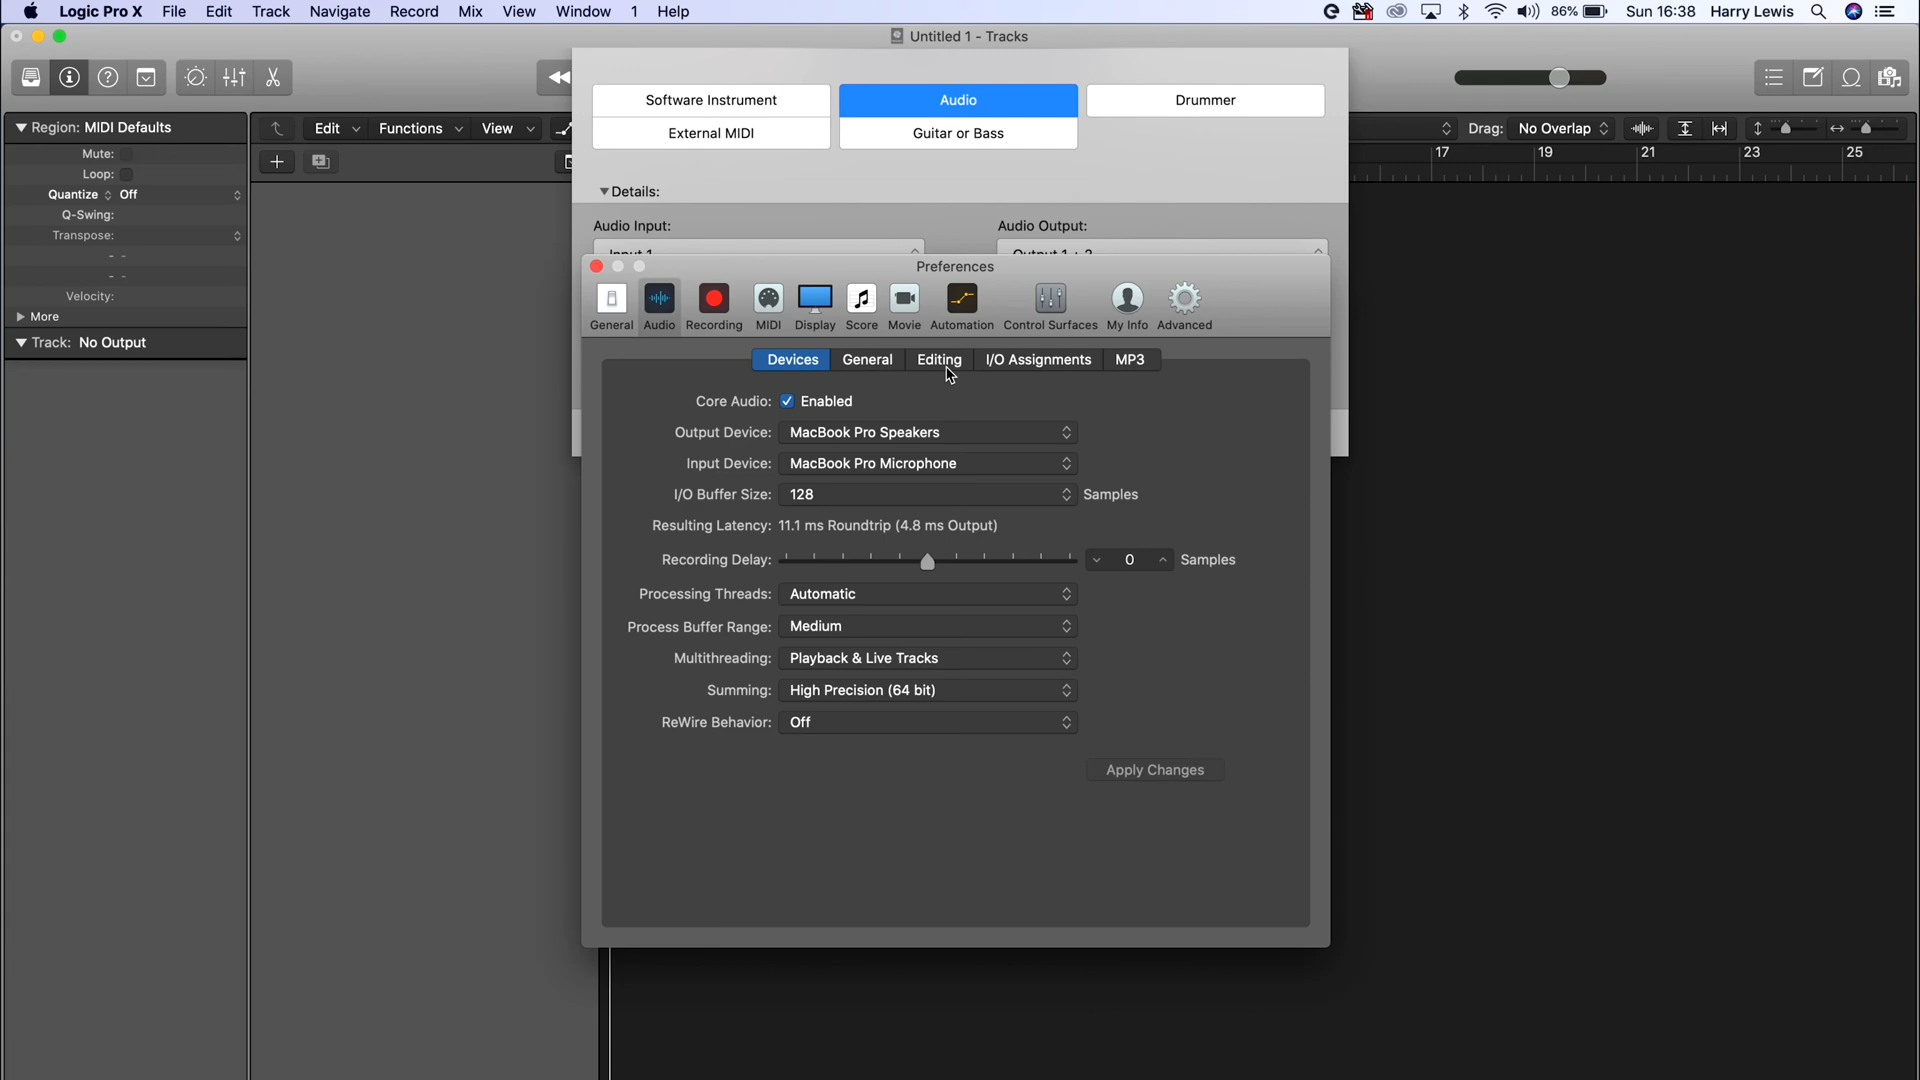 Logic Pro X File Edit Track Navigate Record Mix View Window 1 Help 86% Sun 16:38 Harry Lewis
Untitled 1 - Tracks
Software Instrument Audio Drummer
External MIDI Guitar or Bass
Region: MIDI Defaults
Edit Functions View
Drag: No Overlap
Mute:
17 19 21 23 25
Loop:
Quantize Off
Details:
Q-Swing:
Audio Input: Audio Output:
Transpose:
Input 1 Output 1 + 2
Preferences
Velocity:
More
General Audio Recording MIDI Display Score Movie Automation Control Surfaces My Info Advanced
Track: No Output
Devices General Editing I/O Assignments MP3
Core Audio: Enabled
Output Device: MacBook Pro Speakers
Input Device: MacBook Pro Microphone
I/O Buffer Size: 128 Samples
Resulting Latency: 11.1 ms Roundtrip (4.8 ms Output)
Recording Delay: 0 Samples
Processing Threads: Automatic
Process Buffer Range: Medium
Multithreading: Playback & Live Tracks
Summing: High Precision (64 bit)
ReWire Behavior: Off
Apply Changes